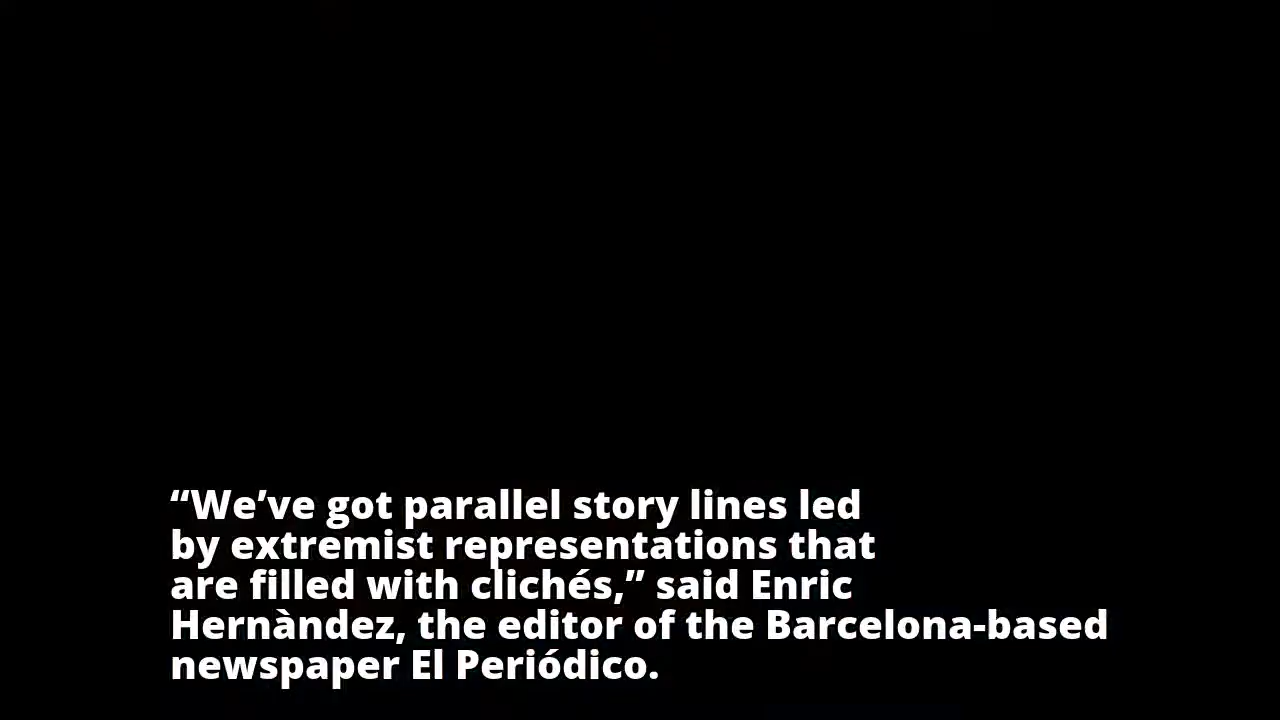 “We’ve got parallel story lines led
by extremist representations that
are filled with clichés,” said Enric
Hernàndez, the editor of the Barcelona-based
newspaper El Periódico.